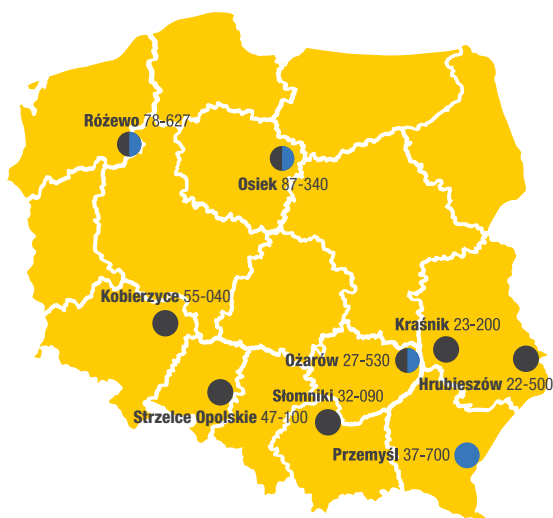 Różewo 78-627
Osiek 87-340
Kobierzyce 55-040
Kraśnik 23-200
Ożarów 27-530
Hrubieszów 22-500
Słomniki 32-090
Strzelce Opolskie 47-100
Przemyśl 37-700